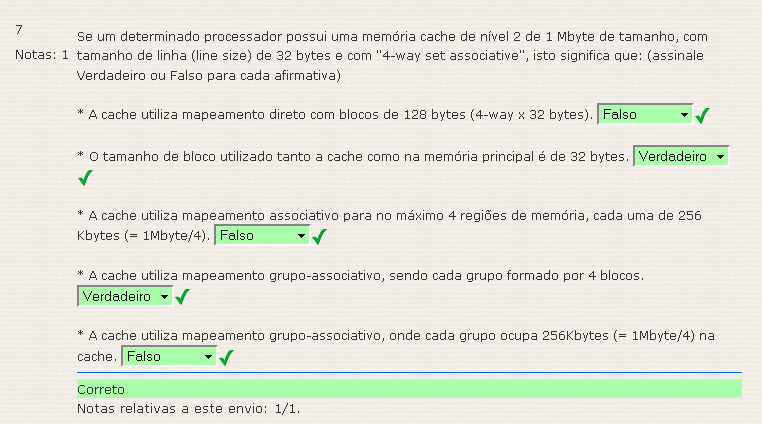 7
Notas: 1
Se um determinado processador possui uma memória cache de nível 2 de 1 Mbyte de tamanho, com
tamanho de linha (line size) de 32 bytes e com "4-way set associative", isto significa que: (assinale
Verdadeiro ou Falso para cada afirmativa)
* A cache utiliza mapeamento direto com blocos de 128 bytes (4-way x 32 bytes). Falso
* O tamanho de bloco utilizado tanto a cache como na memória principal é de 32 bytes. Verdadeiro
* A cache utiliza mapeamento associativo para no máximo 4 regiões de memória, cada uma de 256
Kbytes (= 1Mbyte/4). Falso
* A cache utiliza mapeamento grupo-associativo, sendo cada grupo formado por 4 blocos.
Verdadeiro
* A cache utiliza mapeamento grupo-associativo, onde cada grupo ocupa 256Kbytes (= 1Mbyte/4) na
cache. Falso
Correto
Notas relativas a este envio: 1/1.